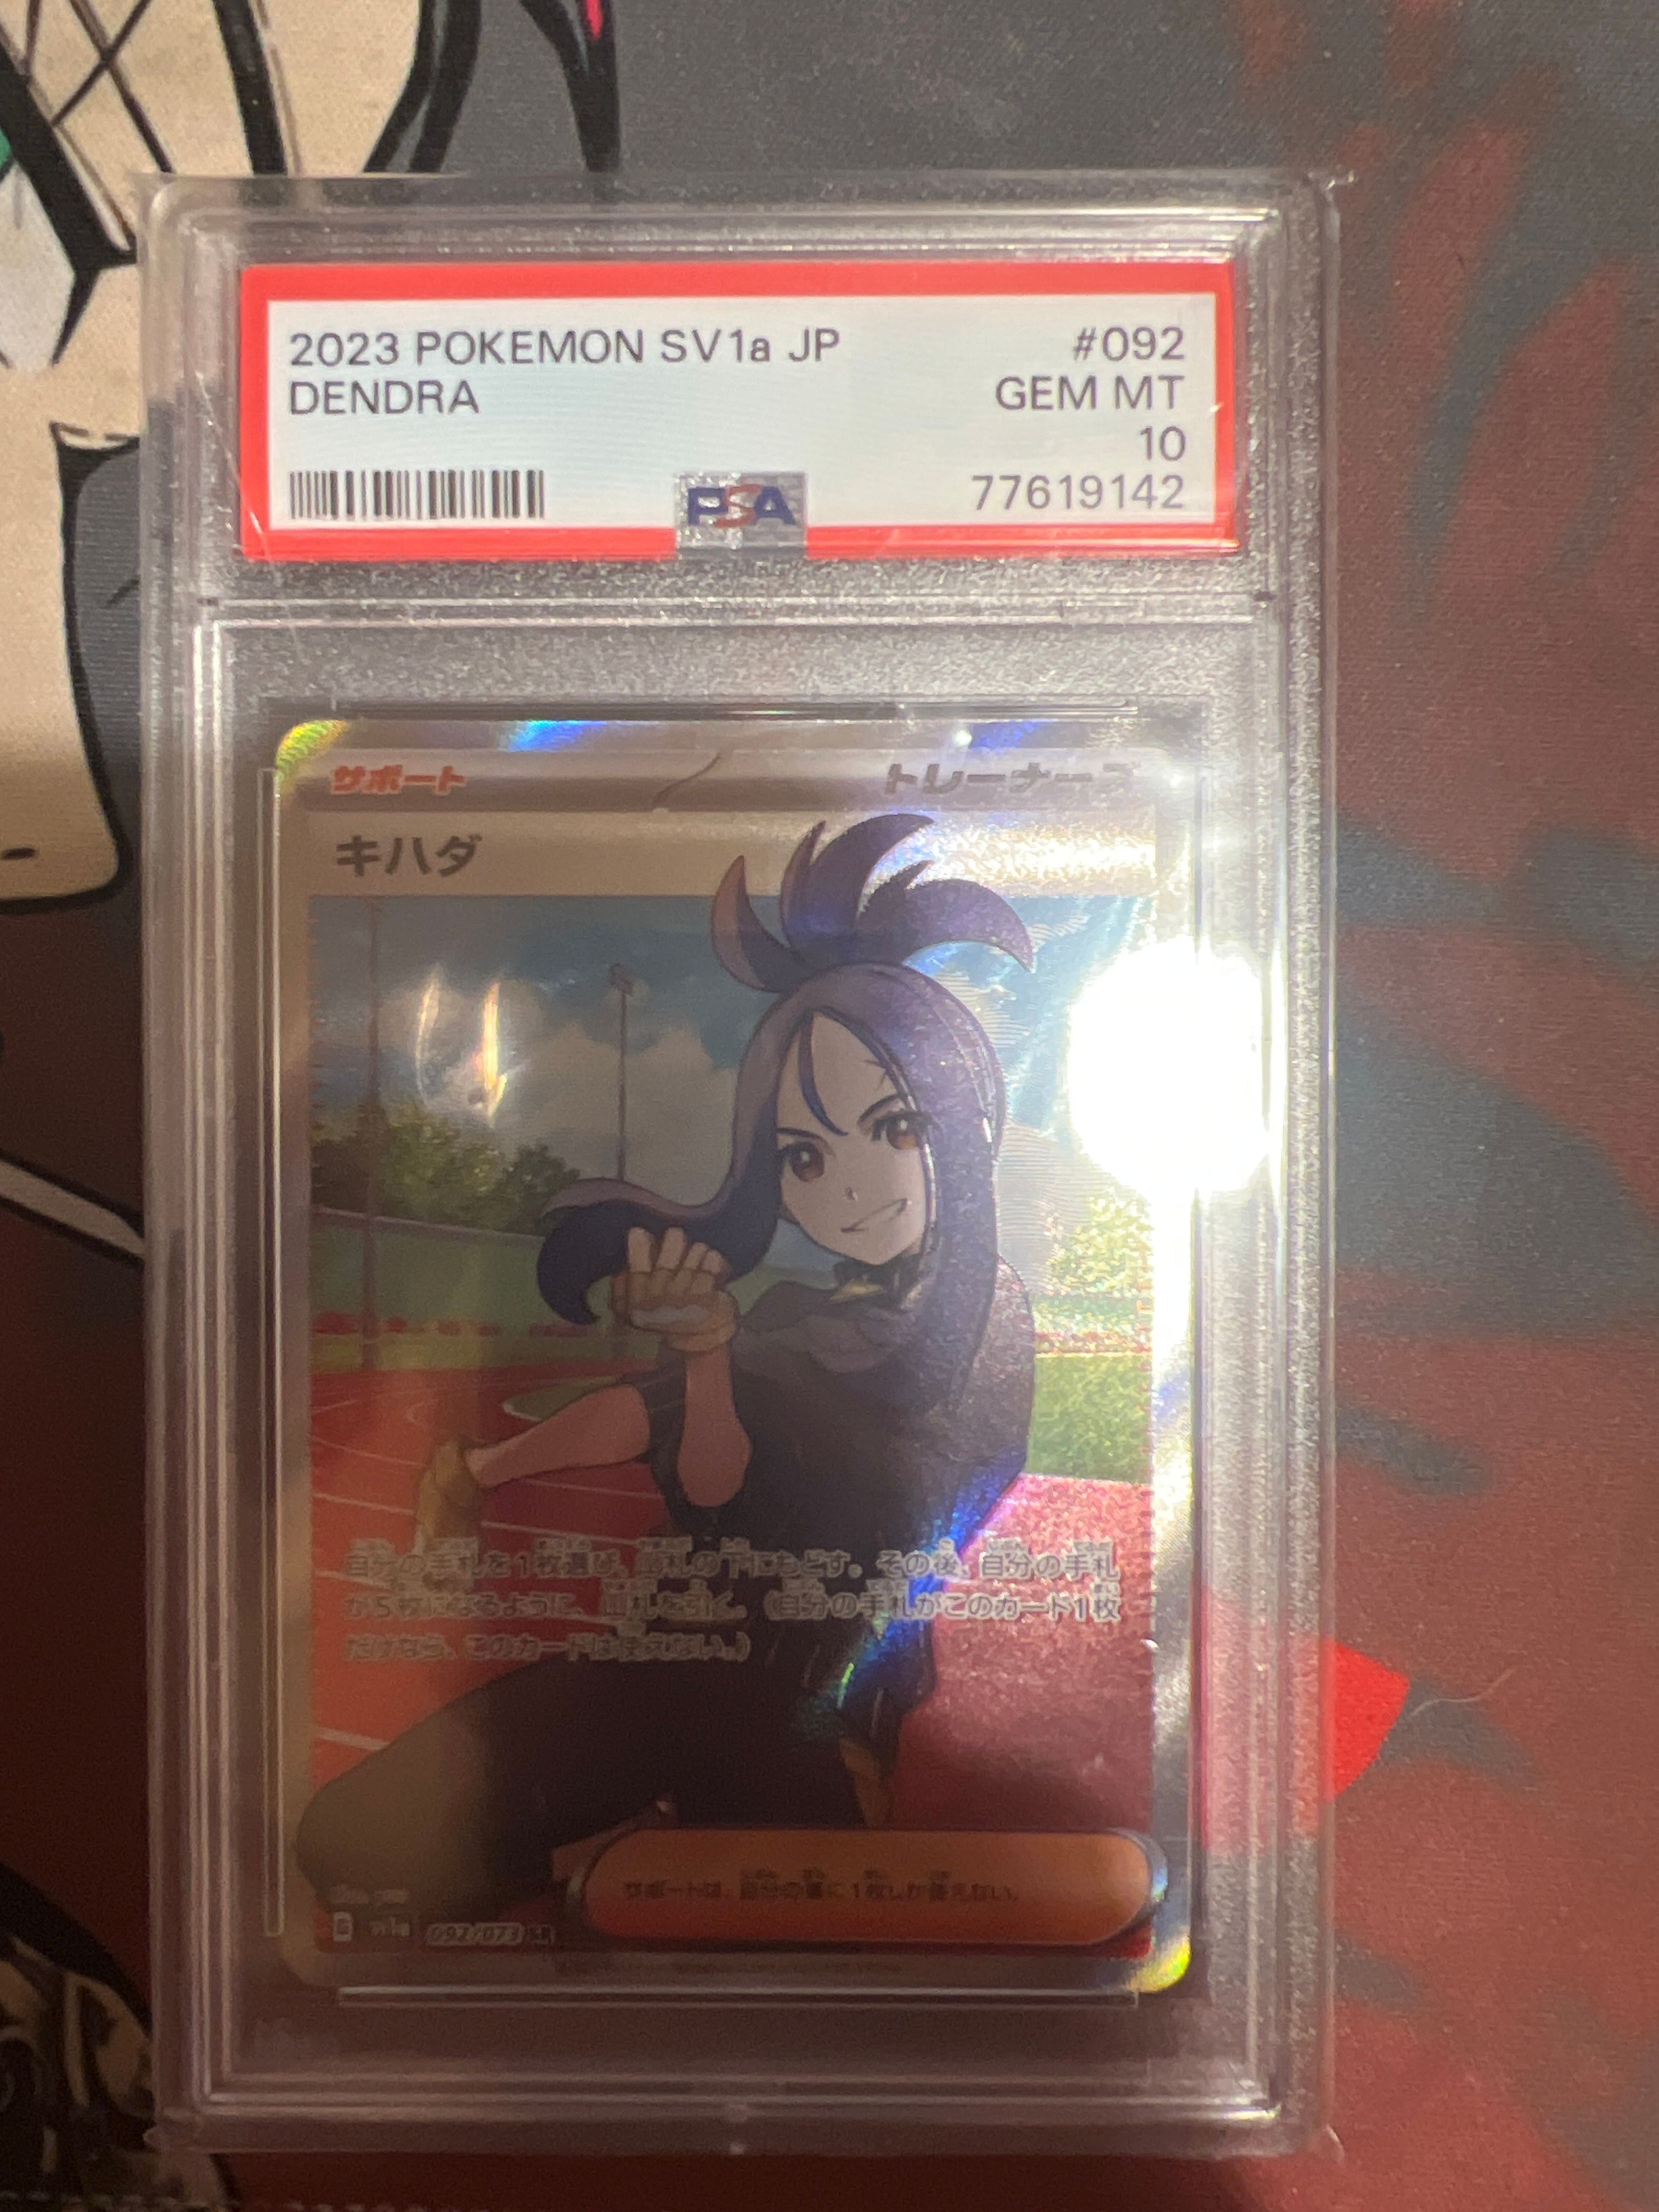 2023 POKEMON SV1a JP #092
DENDRA GEM MT
10
PSA 77619142
サポート トレーナーズ
キハダ
自分の手札を1枚選び、山札の下にもどす。その後、自分の手札
が5枚になるように、山札を引く。(自分の手札がこのカード1枚
だけなら、このカードは使えない。)
サポートは、自分の番に1枚しか使えない。
G sv1a 092/073 SR